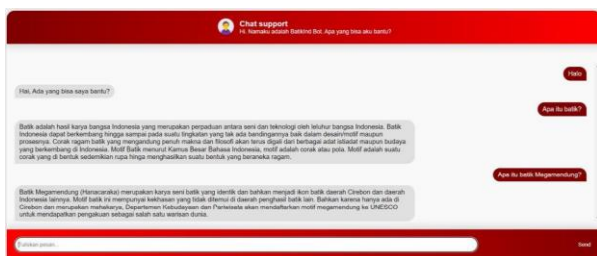 Chat support
Hi. Namaku adalah Batikind Bot. Apa yang bisa aku bantu?
Halo
Hai, Ada yang bisa saya bantu?
Apa itu batik?
Batik adalah hasil karya bangsa Indonesia yang merupakan perpaduan antara seni dan teknologi oleh leluhur bangsa Indonesia. Batik
Indonesia dapat berkembang hingga sampai pada suatu tingkatan yang tak ada bandingannya baik dalam desain/motif maupun
prosesnya. Corak ragam batik yang mengandung penuh makna dan filosofi akan terus digali dari berbagai adat istiadat maupun budaya
yang berkembang di Indonesia. Motif Batik menurut Kamus Besar Bahasa Indonesia, motif adalah corak atau pola. Motif adalah suatu
corak yang di bentuk sedemikian rupa hinga menghasilkan suatu bentuk yang beraneka ragam.
Apa itu batik Megamendung?
Batik Megamendung (Hanacaraka) merupakan karya seni batik yang identik dan bahkan menjadi ikon batik daerah Cirebon dan daerah
Indonesia lainnya. Motif batik ini mempunyai kekhasan yang tidak ditemui di daerah penghasil batik lain. Bahkan karena hanya ada di
Cirebon dan merupakan mahakarya, Departemen Kebudayaan dan Pariwisata akan mendaftarkan motif megamendung ke UNESCO
untuk mendapatkan pengakuan sebagai salah satu warisan dunia.
Tuliskan pesan...
Send